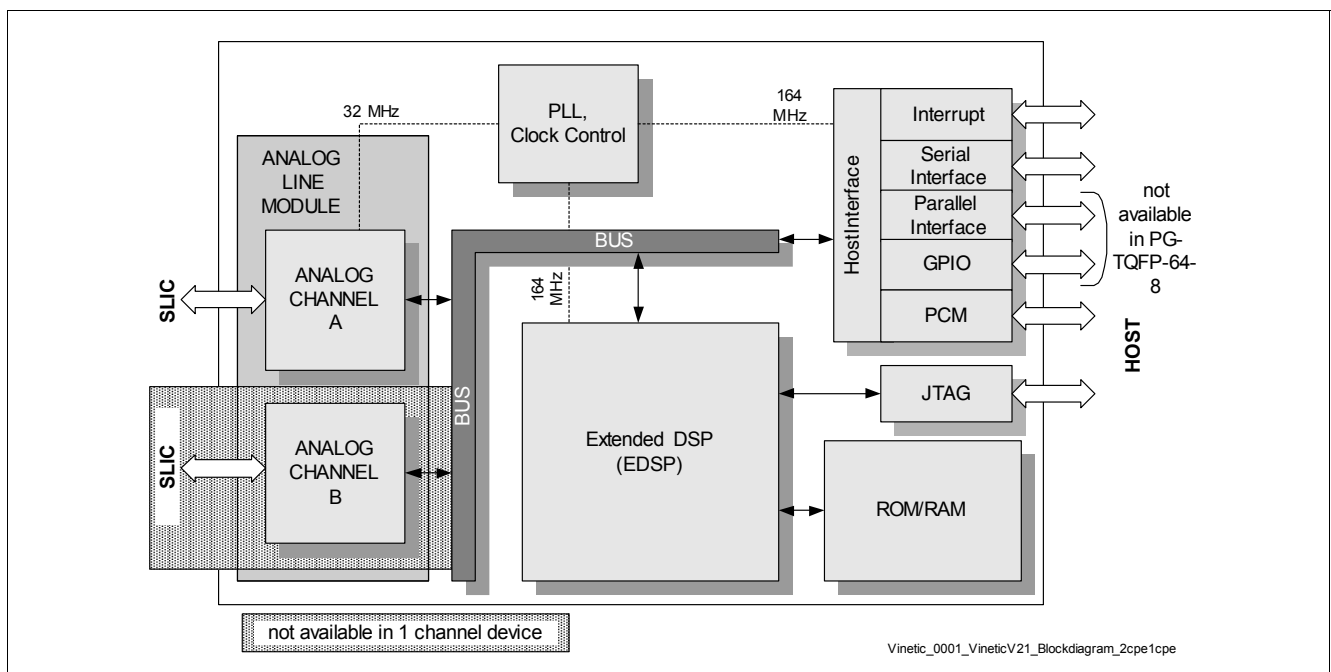 32 MHz
PLL,
Clock Control
164
MHz
ANALOG
LINE
MODULE
ANALOG
CHANNEL
A
SLIC
ANALOG
CHANNEL
B
SLIC
BUS
BUS
164
MHz
HostInterface
Interrupt
Serial
Interface
Parallel
Interface
GPIO
PCM
not
available
in PG-
TQFP-64-
8
HOST
JTAG
Extended DSP
(EDSP)
ROM/RAM
not available in 1 channel device
Vinetic_0001_VineticV21_Blockdiagram_2cpe1cpe